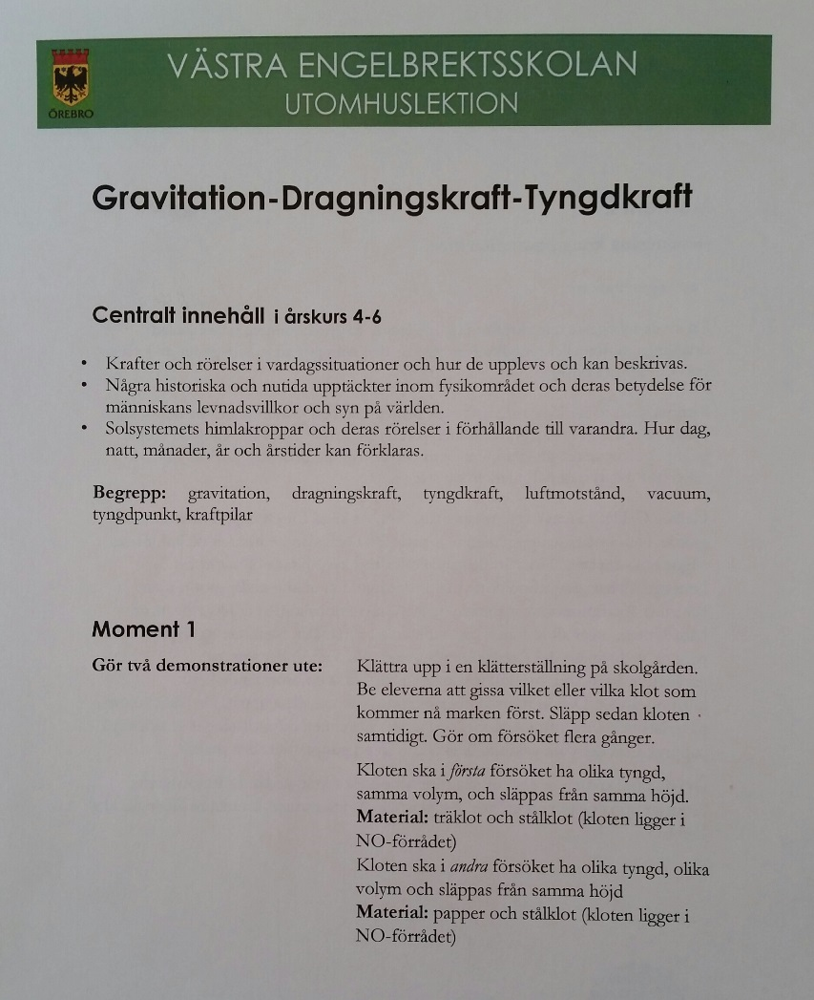 VÄSTRA ENGELBREKTSSKOLAN
UTOMHUSLEKTION
ÖREBRO
Gravitation-Dragningskraft-Tyngdkraft
Centralt innehåll i årskurs 4-6
• Krafter och rörelser i vardagssituationer och hur de upplevs och kan beskrivas.
• Några historiska och nutida upptäckter inom fysikområdet och deras betydelse för
människans levnadsvillkor och syn på världen.
• Solsystemets himlakroppar och deras rörelser i förhållande till varandra. Hur dag,
natt, månader, år och årstider kan förklaras.
Begrepp: gravitation, dragningskraft, tyngdkraft, luftmotstånd, vacuum,
tyngdpunkt, kraftpilar
Moment 1
Gör två demonstrationer ute:
Klättra upp i en klätterställning på skolgården.
Be eleverna att gissa vilket eller vilka klot som
kommer nå marken först. Släpp sedan kloten
samtidigt. Gör om försöket flera gånger.
Kloten ska i första försöket ha olika tyngd,
samma volym, och släppas från samma höjd.
Material: träklot och stålklot (kloten ligger i
NO-förrådet)
Kloten ska i andra försöket ha olika tyngd, olika
volym och släppas från samma höjd
Material: papper och stålklot (kloten ligger i
NO-förrådet)